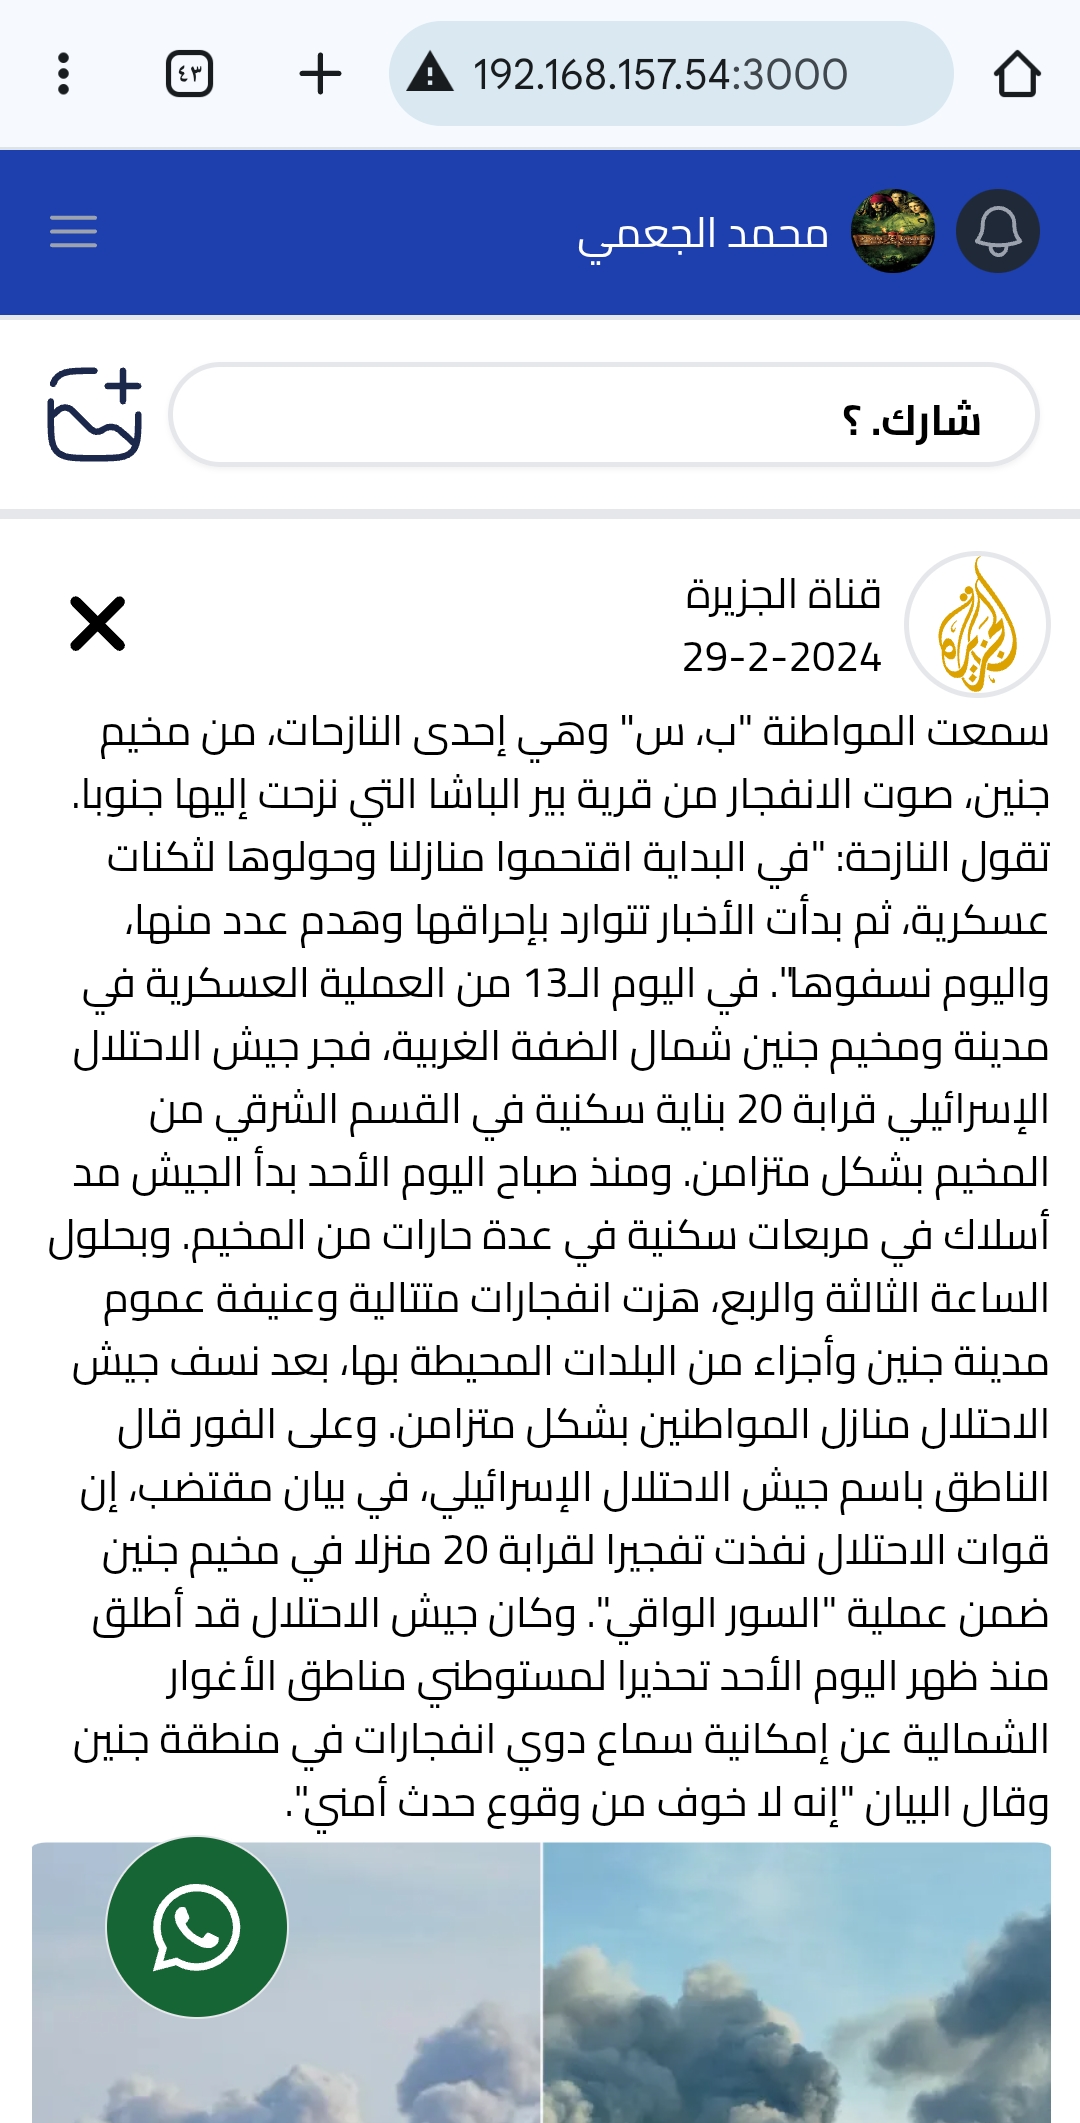 ٤٣
192.168.157.54:3000
محمد الجعمي
شارك. ؟
قناة الجزيرة
29-2-2024
سمعت المواطنة "ب، س" وهي إحدى النازحات، من مخيم
جنين، صوت الانفجار من قرية بير الباشا التي نزحت إليها جنوبا.
تقول النازحة: "في البداية اقتحموا منازلنا وحولوها لثكنات
عسكرية، ثم بدأت الأخبار تتوارد بإحراقها وهدم عدد منها،
واليوم نسفوها". في اليوم الـ13 من العملية العسكرية في
مدينة ومخيم جنين شمال الضفة الغربية، فجر جيش الاحتلال
الإسرائيلي قرابة 20 بناية سكنية في القسم الشرقي من
المخيم بشكل متزامن. ومنذ صباح اليوم الأحد بدأ الجيش مد
أسلاك في مربعات سكنية في عدة حارات من المخيم. وبحلول
الساعة الثالثة والربع، هزت انفجارات متتالية وعنيفة عموم
مدينة جنين وأجزاء من البلدات المحيطة بها، بعد نسف جيش
الاحتلال منازل المواطنين بشكل متزامن. وعلى الفور قال
الناطق باسم جيش الاحتلال الإسرائيلي، في بيان مقتضب، إن
قوات الاحتلال نفذت تفجيرا لقرابة 20 منزلا في مخيم جنين
ضمن عملية "السور الواقي". وكان جيش الاحتلال قد أطلق
منذ ظهر اليوم الأحد تحذيرا لمستوطني مناطق الأغوار
الشمالية عن إمكانية سماع دوي انفجارات في منطقة جنين
وقال البيان "إنه لا خوف من وقوع حدث أمني".